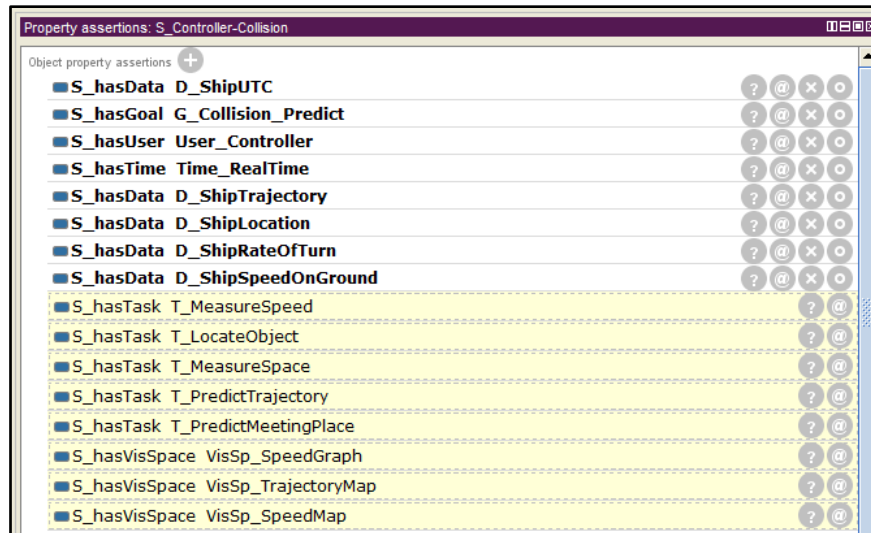 Property assertions: S_Controller-Collision
Object property assertions
S_hasData D_ShipUTC
S_hasGoal G_Collision_Predict
S_hasUser User_Controller
S_hasTime Time_RealTime
S_hasData D_ShipTrajectory
S_hasData D_ShipLocation
S_hasData D_ShipRateOfTurn
S_hasData D_ShipSpeedOnGround
S_hasTask T_MeasureSpeed
S_hasTask T_LocateObject
S_hasTask T_MeasureSpace
S_hasTask T_PredictTrajectory
S_hasTask T_PredictMeetingPlace
S_hasVisSpace VisSp_SpeedGraph
S_hasVisSpace VisSp_TrajectoryMap
S_hasVisSpace VisSp_SpeedMap